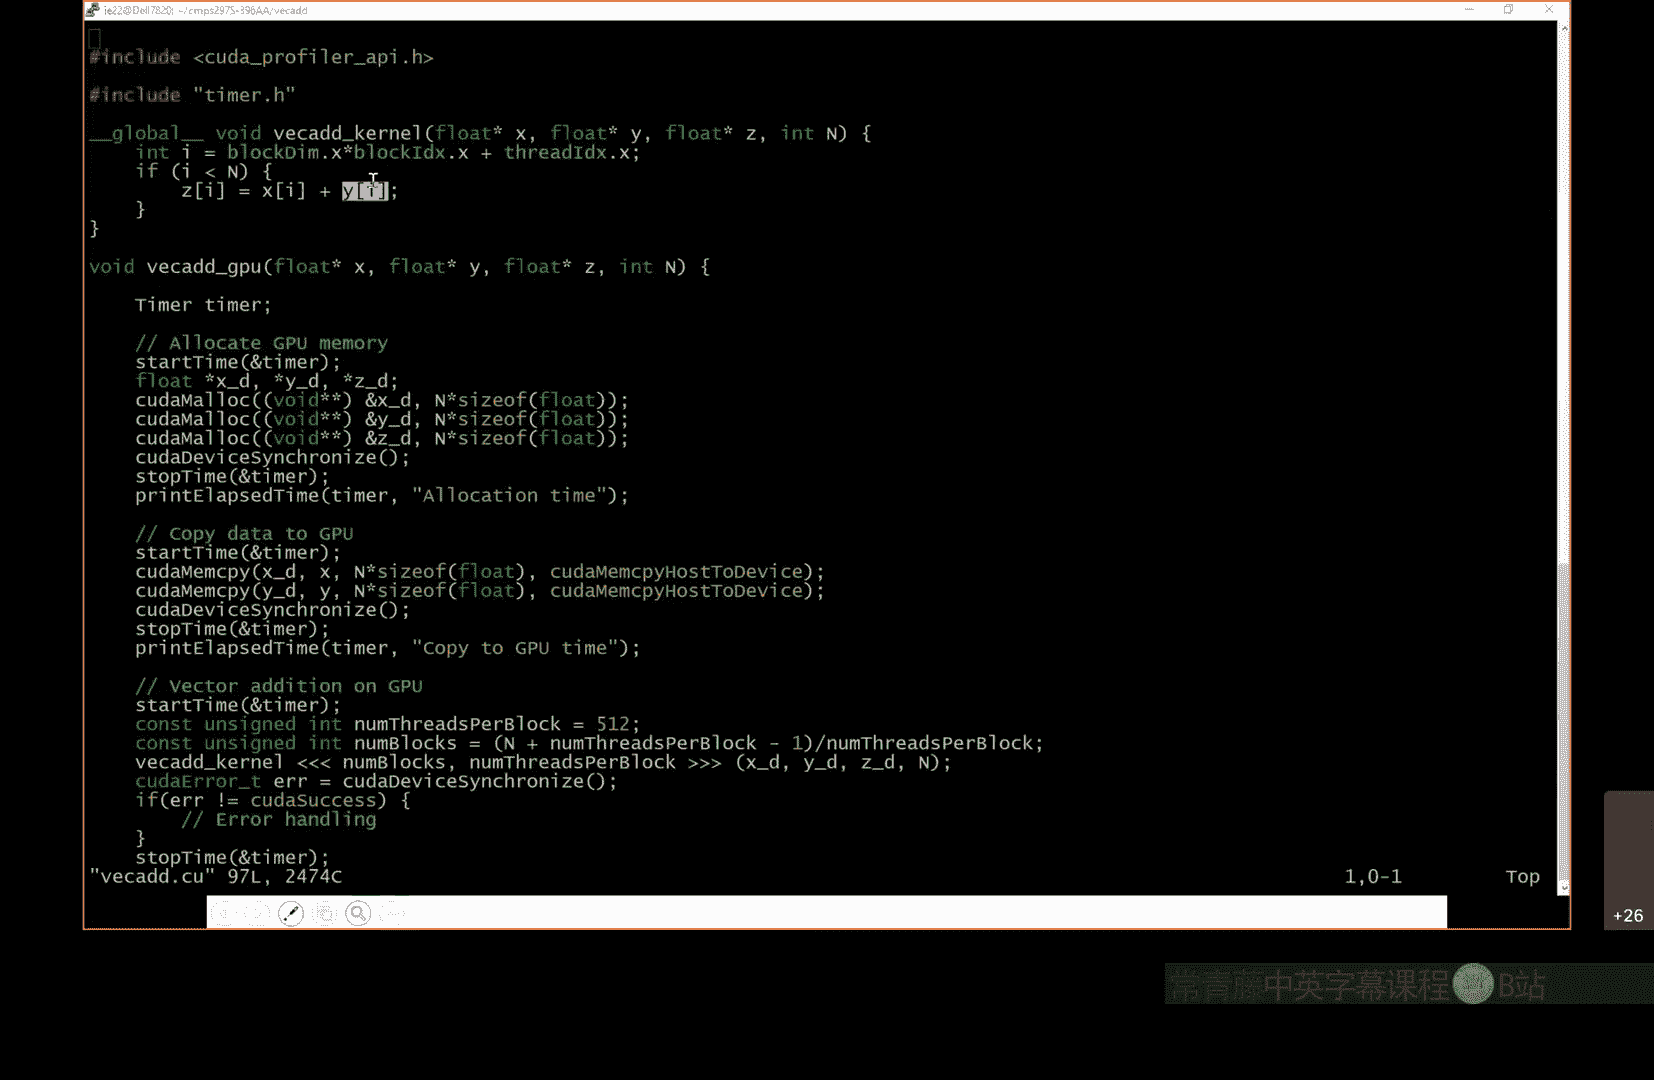 je22@Dell7820: ~/cmps297S-396AA/vecadd
#include <cuda_profiler_api.h>
#include "timer.h"
__global__ void vecadd_kernel(float* x, float* y, float* z, int N) {
    int i = blockDim.x*blockIdx.x + threadIdx.x;
    if (i < N) {
        z[i] = x[i] + y[i];
    }
}
void vecadd_gpu(float* x, float* y, float* z, int N) {
    Timer timer;
    // Allocate GPU memory
    startTime(&timer);
    float *x_d, *y_d, *z_d;
    cudaMalloc((void**) &x_d, N*sizeof(float));
    cudaMalloc((void**) &y_d, N*sizeof(float));
    cudaMalloc((void**) &z_d, N*sizeof(float));
    cudaDeviceSynchronize();
    stopTime(&timer);
    printElapsedTime(timer, "Allocation time");
    // Copy data to GPU
    startTime(&timer);
    cudaMemcpy(x_d, x, N*sizeof(float), cudaMemcpyHostToDevice);
    cudaMemcpy(y_d, y, N*sizeof(float), cudaMemcpyHostToDevice);
    cudaDeviceSynchronize();
    stopTime(&timer);
    printElapsedTime(timer, "Copy to GPU time");
    // Vector addition on GPU
    startTime(&timer);
    const unsigned int numThreadsPerBlock = 512;
    const unsigned int numBlocks = (N + numThreadsPerBlock - 1)/numThreadsPerBlock;
    vecadd_kernel <<< numBlocks, numThreadsPerBlock >>> (x_d, y_d, z_d, N);
    cudaError_t err = cudaDeviceSynchronize();
    if(err != cudaSuccess) {
        // Error handling
    }
    stopTime(&timer);
"vecadd.cu" 97L, 2474C 1,0-1 Top
+26
常青藤中英字幕课程 B站